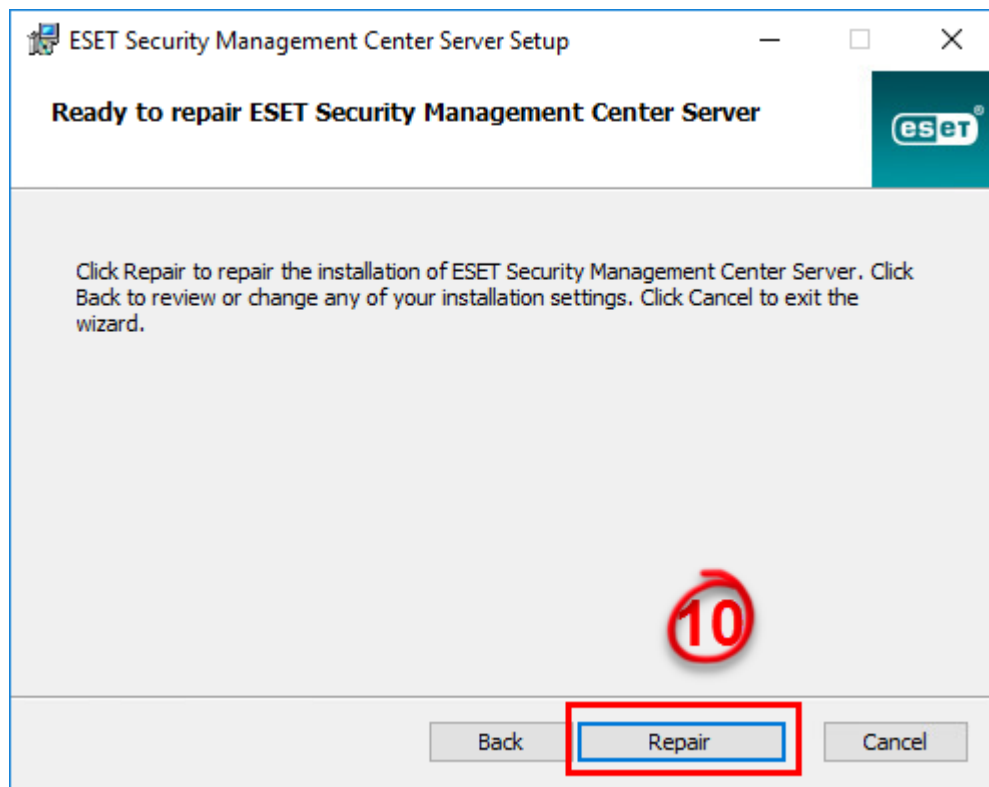 ESET Security Management Center Server Setup
Ready to repair ESET Security Management Center Server
eset®
Click Repair to repair the installation of ESET Security Management Center Server. Click
Back to review or change any of your installation settings. Click Cancel to exit the
wizard.
10
Back
Repair
Cancel